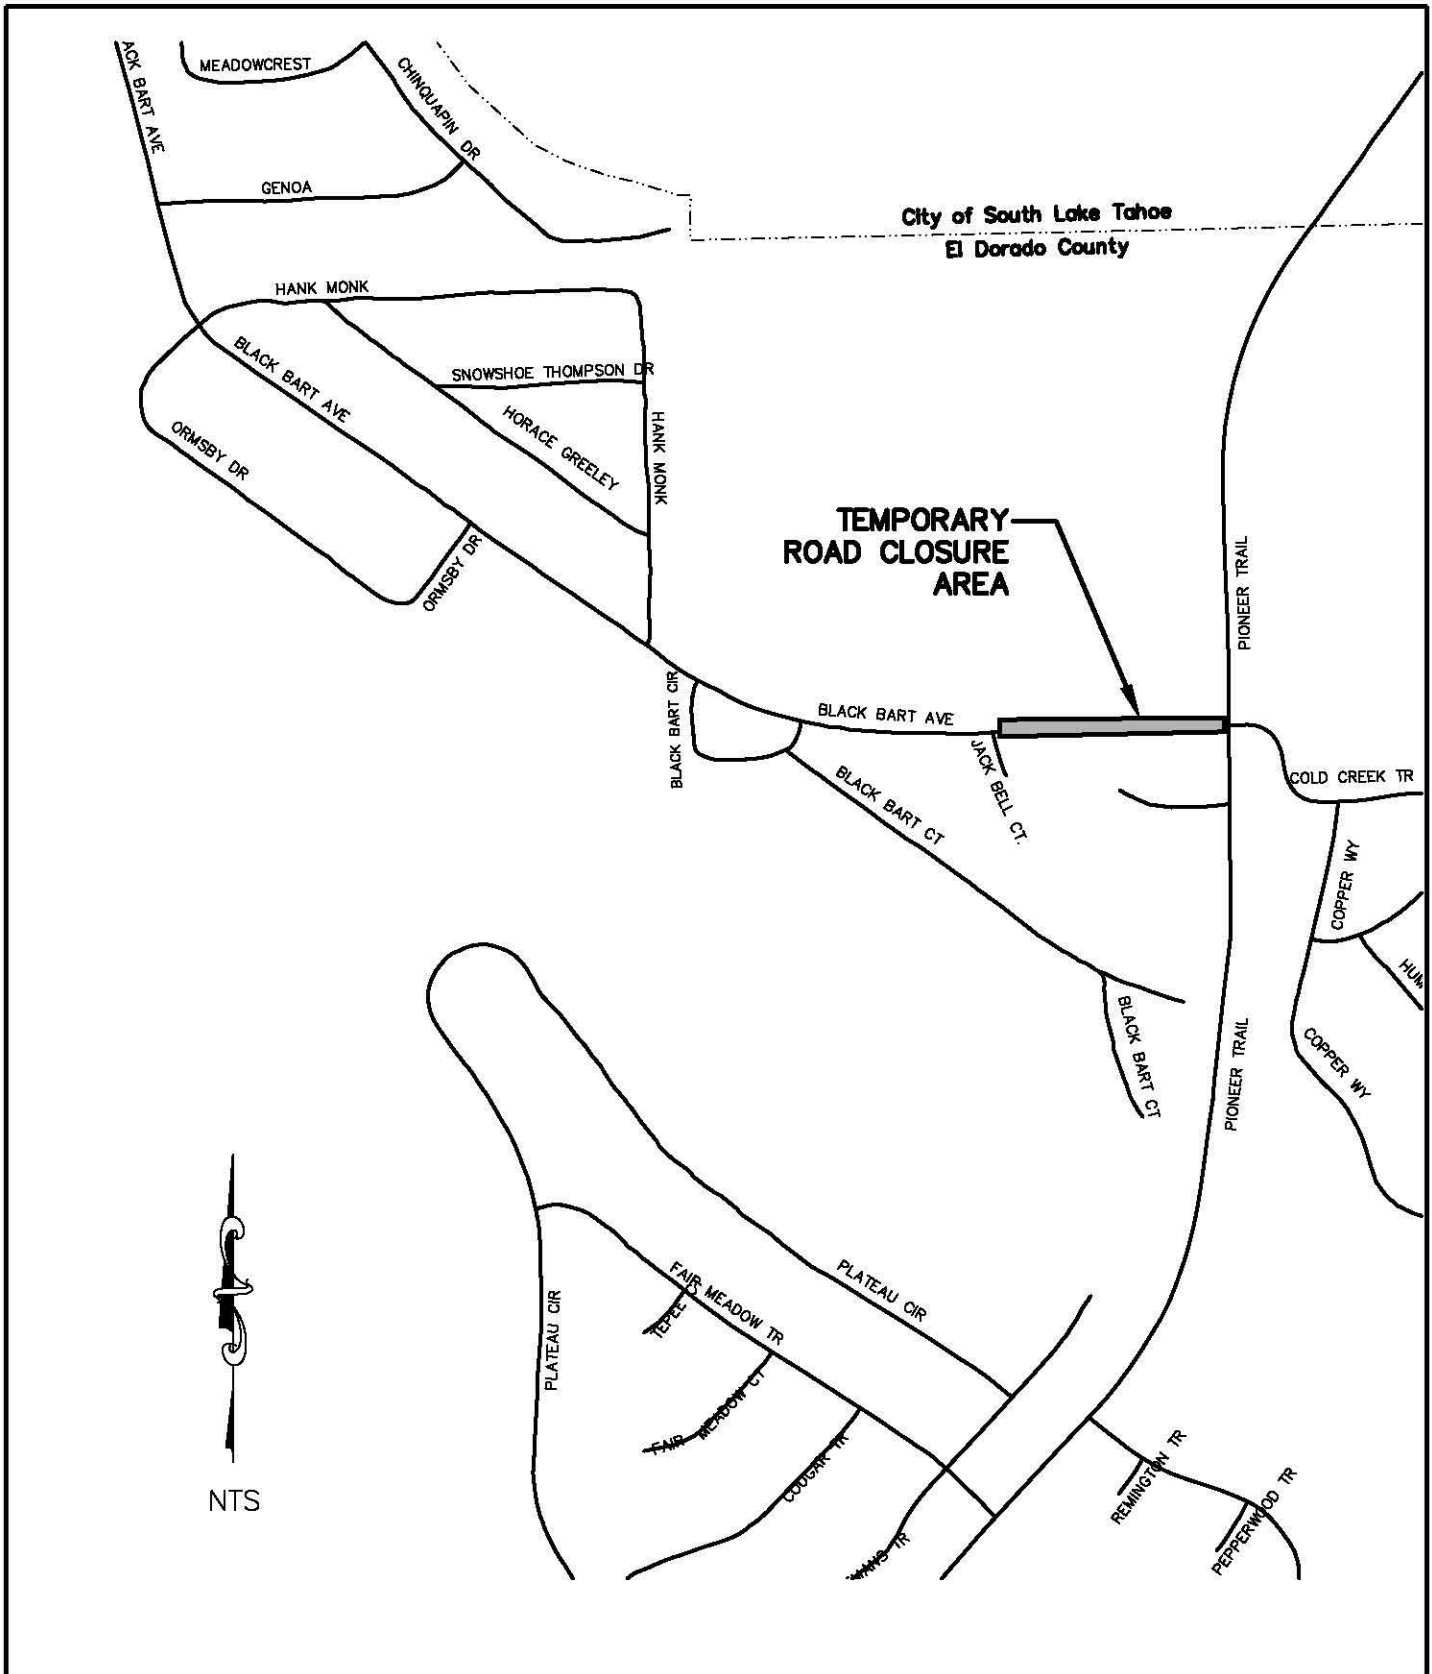 ACK BART AVE
MEADOWCREST
CHINQUAPIN DR
GENOA
City of South Lake Tahoe
El Dorado County
HANK MONK
BLACK BART AVE
SNOWSHOE THOMPSON DR
HORACE GREELEY
HANK MONK
ORMSBY DR
ORMSBY DR
TEMPORARY
ROAD CLOSURE
AREA
PIONEER TRAIL
BLACK BART CIR
BLACK BART AVE
JACK BELL CT.
COLD CREEK TR
BLACK BART CT
COPPER WY
HUM
BLACK BART CT
PIONEER TRAIL
COPPER WY
PLATEAU CIR
FAIR MEADOW TR
TEPEE
PLATEAU CIR
FAIR MEADOW CT
COUGAR TR
MANS TR
REMINGTON TR
PEPPERWOOD TR
NTS